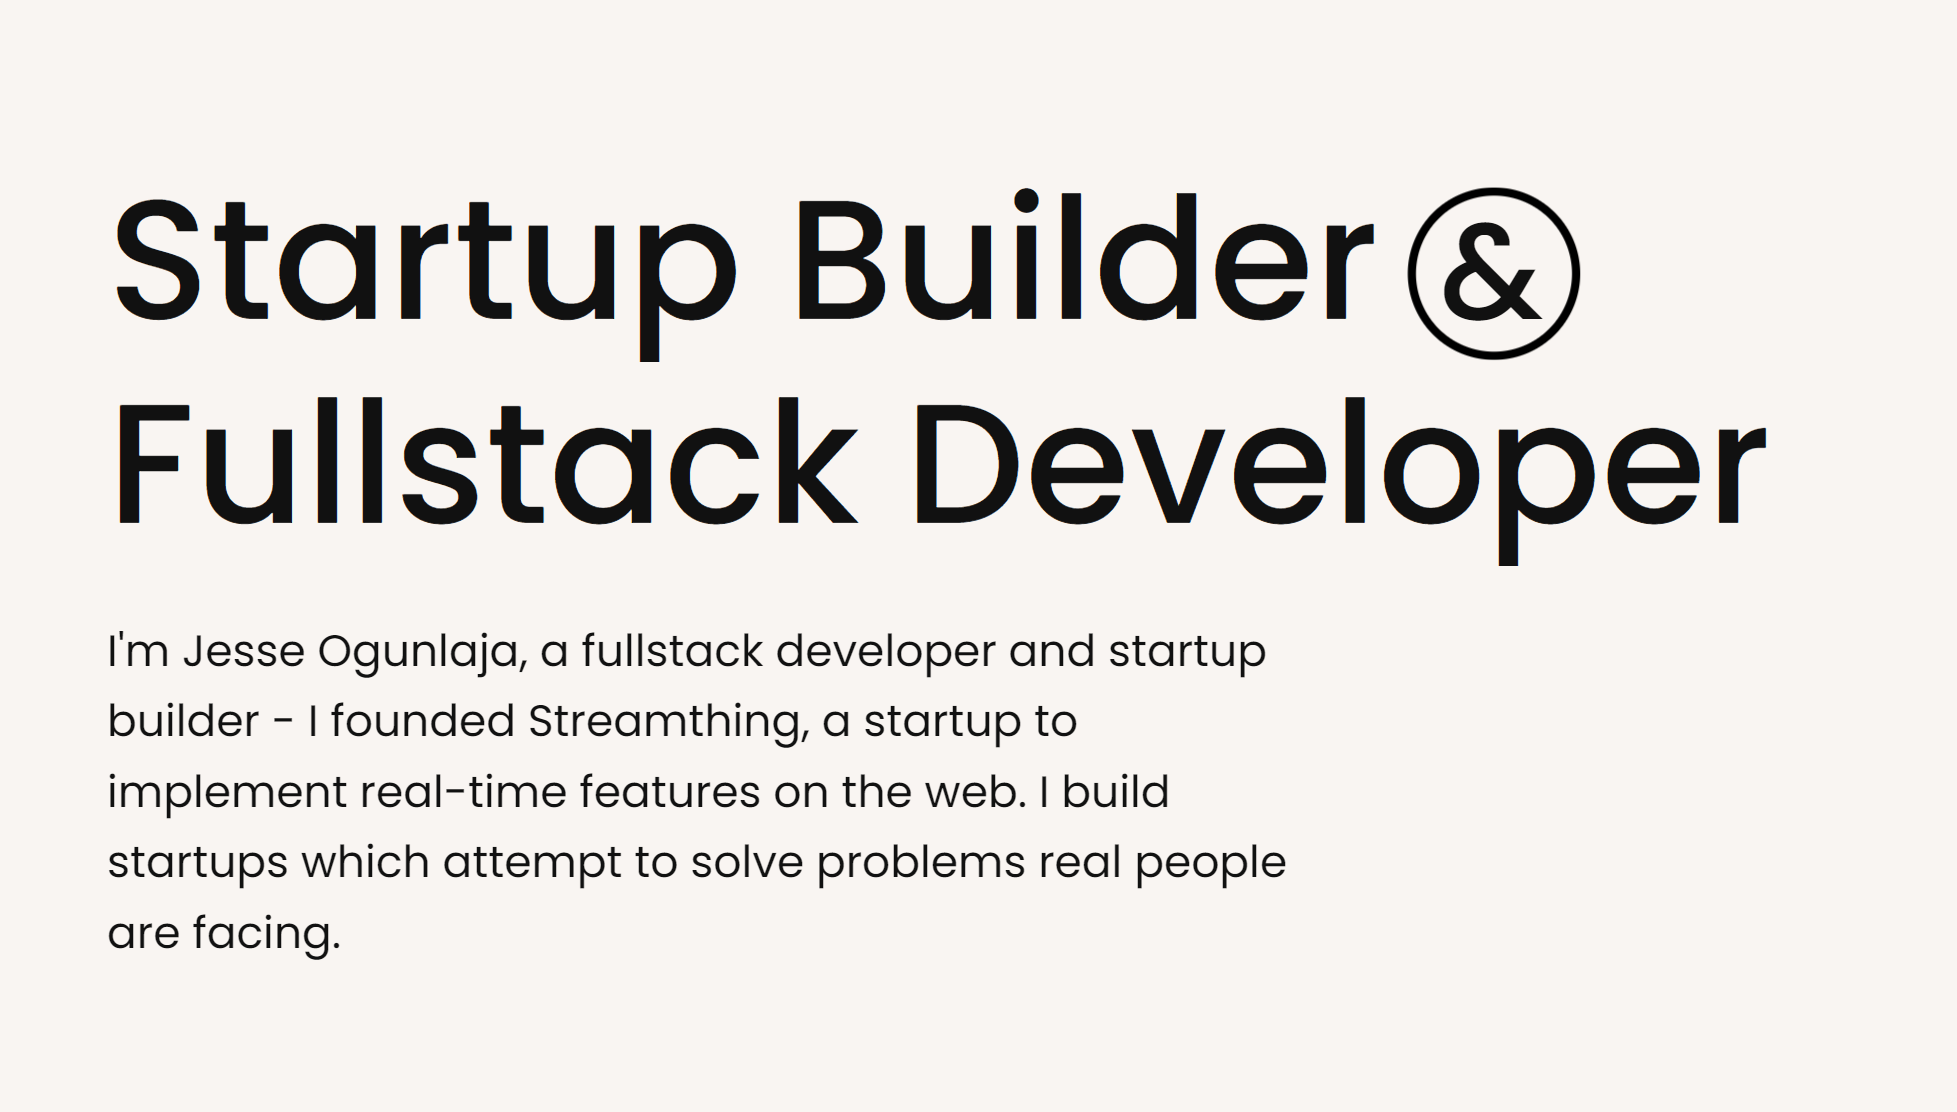 Startup Builder &
Fullstack Developer
I'm Jesse Ogunlaja, a fullstack developer and startup
builder - I founded Streamthing, a startup to
implement real-time features on the web. I build
startups which attempt to solve problems real people
are facing.